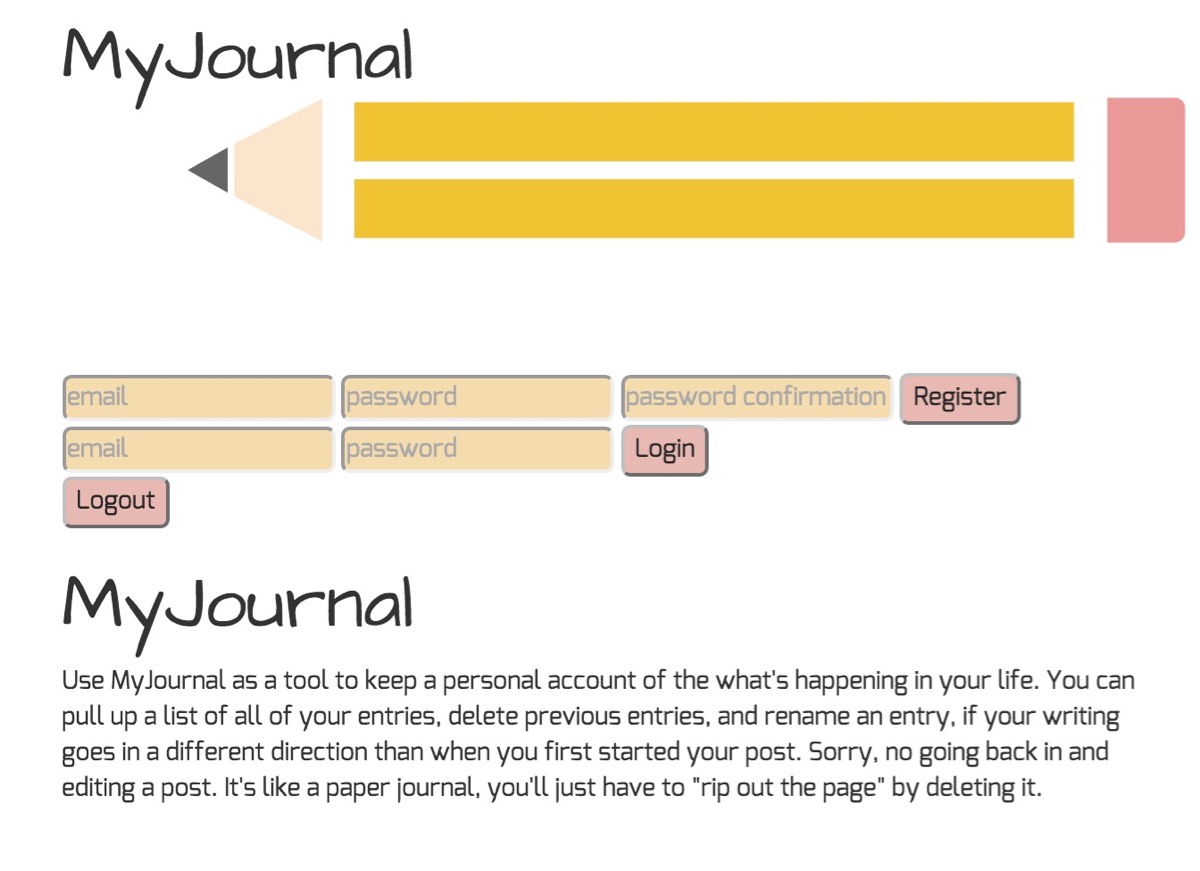 MyJournal
email password password confirmation Register
email password Login
Logout
MyJournal
Use MyJournal as a tool to keep a personal account of the what's happening in your life. You can
pull up a list of all of your entries, delete previous entries, and rename an entry, if your writing
goes in a different direction than when you first started your post. Sorry, no going back in and
editing a post. It's like a paper journal, you'll just have to "rip out the page" by deleting it.